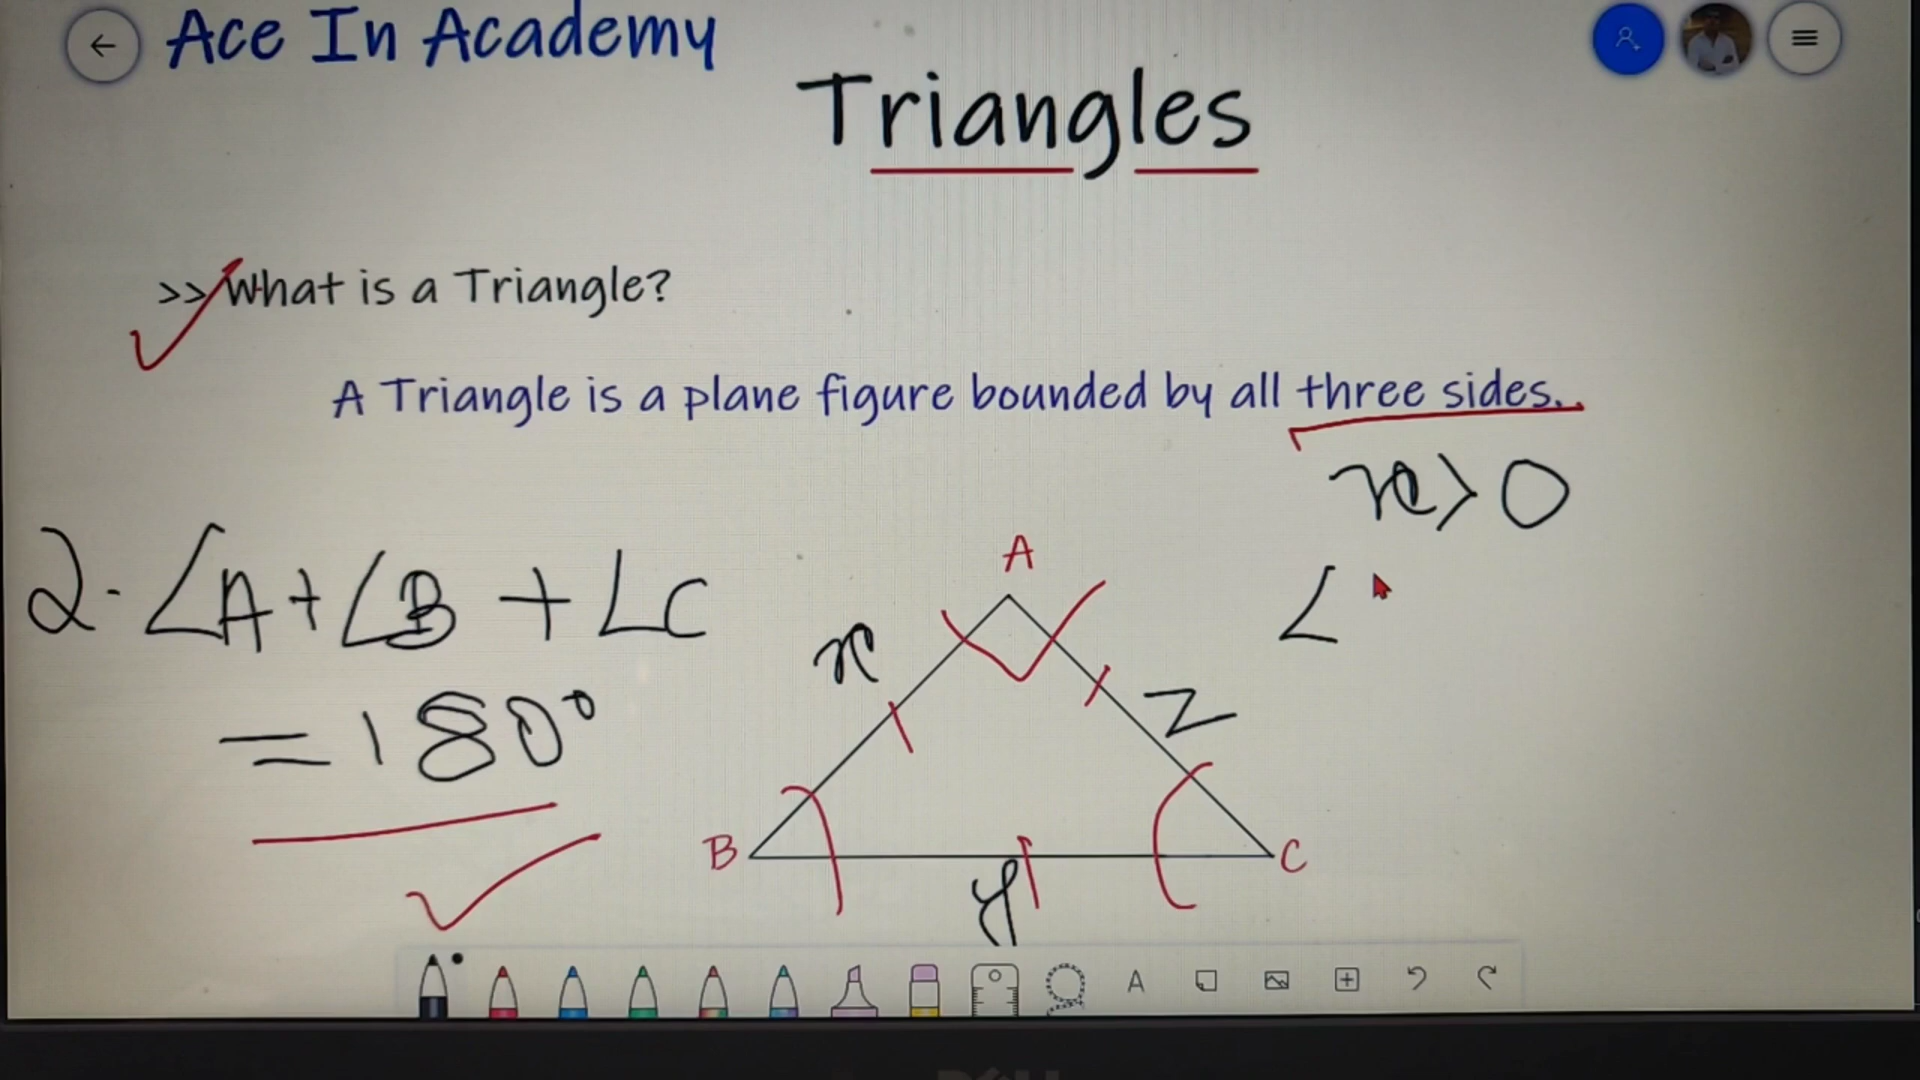 Ace In Academy
Triangles
>> What is a Triangle?
A Triangle is a plane figure bounded by all three sides..
x>0
2. ∠A+∠B +∠C
=180°
∠
A
x
z
B
C
y
A